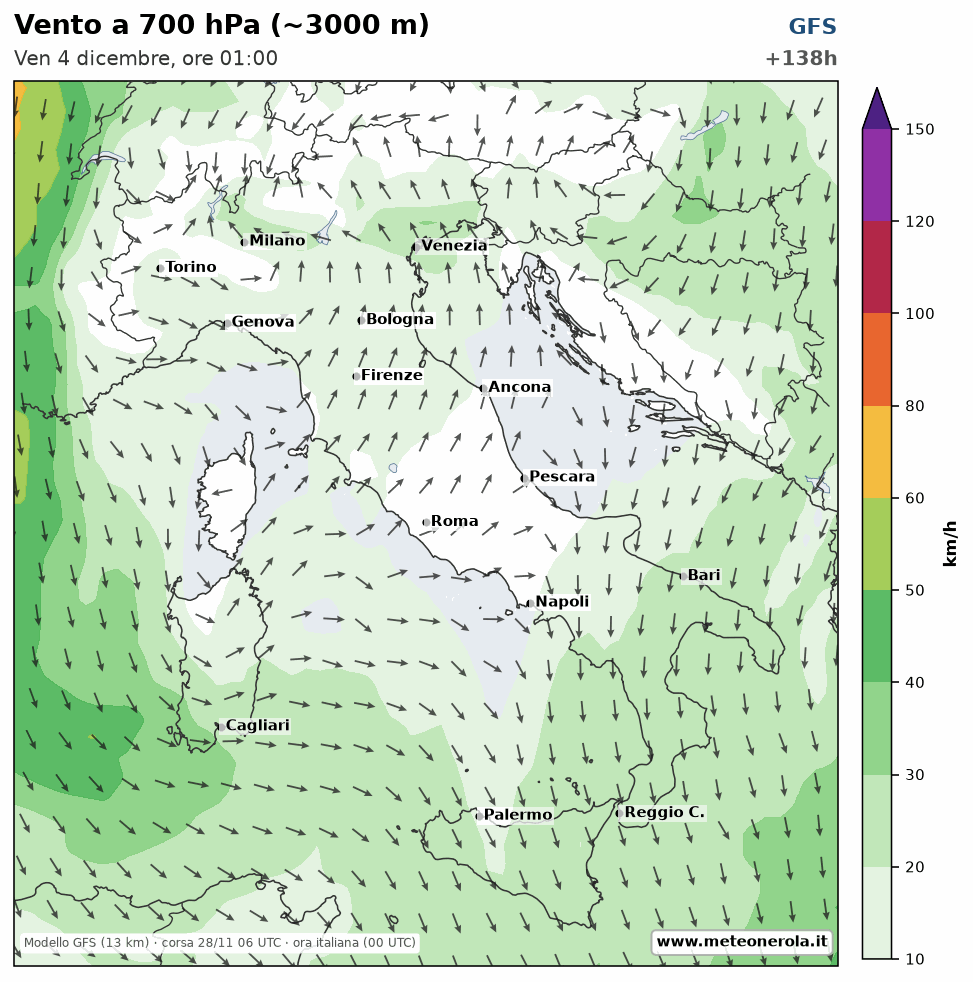 Vento a 700 hPa (~3000 m)
GFS
Ven 4 dicembre, ore 01:00
+138h
Milano
Venezia
Torino
Genova
Bologna
Firenze
Ancona
Pescara
Roma
Bari
Napoli
Cagliari
Palermo
Reggio C.
Modello GFS (13 km) · corsa 28/11 06 UTC · ora italiana (00 UTC)
www.meteonerola.it
150
120
100
80
60
50
40
30
20
10
km/h